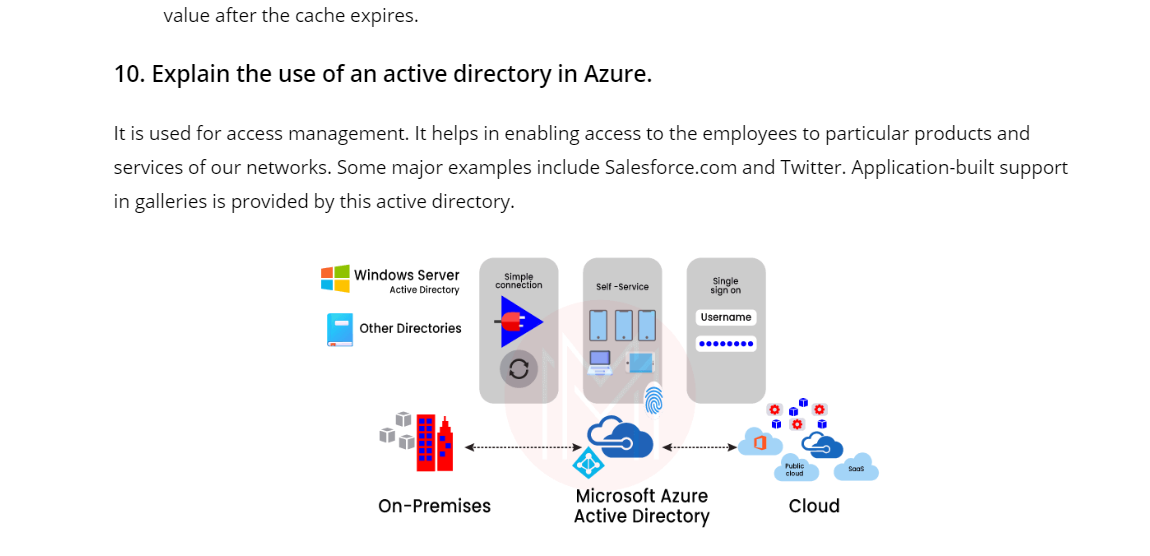 value after the cache expires.
10. Explain the use of an active directory in Azure.
It is used for access management. It helps in enabling access to the employees to particular products and
services of our networks. Some major examples include Salesforce.com and Twitter. Application-built support
in galleries is provided by this active directory.
Windows Server
Active Directory
Other Directories
Simple
connection
Self -Service
Single
sign on
Username
On-Premises
Microsoft Azure
Active Directory
Public
cloud
SaaS
Cloud